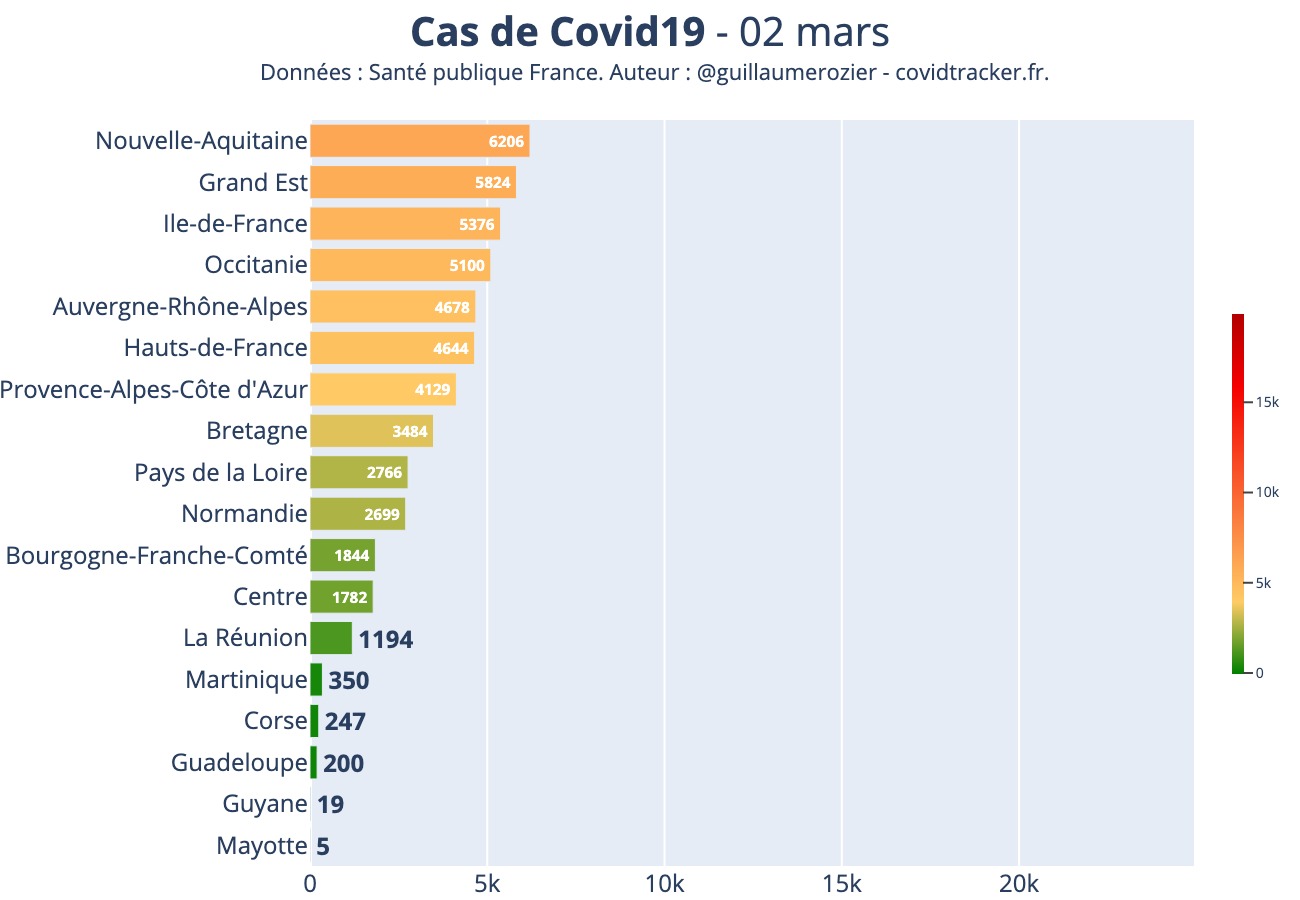 Cas de Covid19 - 02 mars
Données : Santé publique France. Auteur : @guillaumerozier - covidtracker.fr.
Nouvelle-Aquitaine 6206
Grand Est 5824
Ile-de-France 5376
Occitanie 5100
Auvergne-Rhône-Alpes 4678
Hauts-de-France 4644
Provence-Alpes-Côte d'Azur 4129
Bretagne 3484
Pays de la Loire 2766
Normandie 2699
Bourgogne-Franche-Comté 1844
Centre 1782
La Réunion 1194
Martinique 350
Corse 247
Guadeloupe 200
Guyane 19
Mayotte 5
0 5k 10k 15k 20k
15k
10k
5k
0